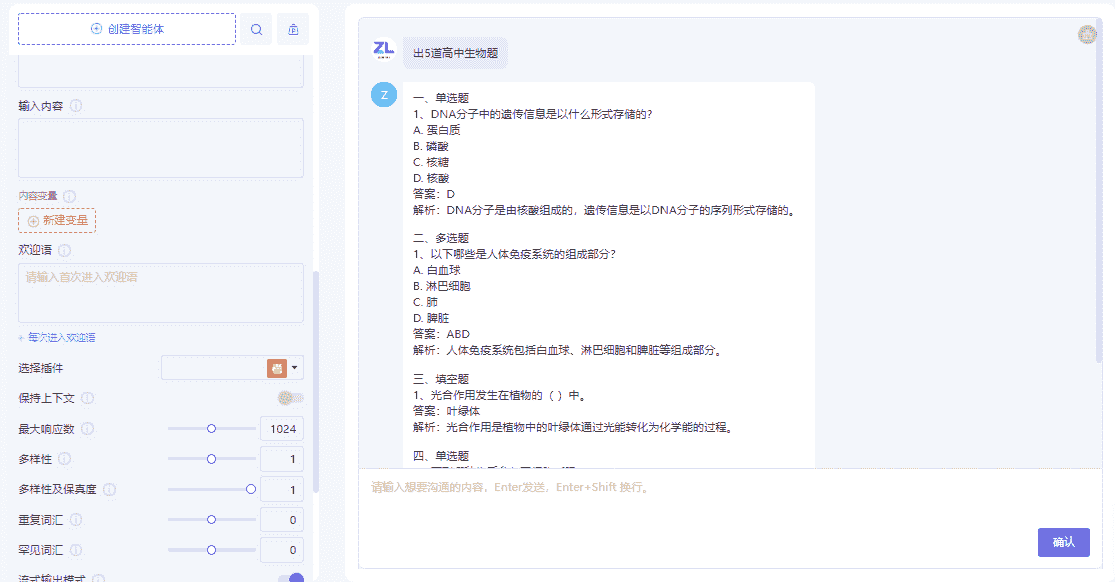 创建智能体
输入内容
内容变量
新建变量
欢迎语
请输入首次进入欢迎语
+ 每次进入欢迎语
选择插件
保持上下文
最大响应数
1024
多样性
1
多样性及保真度
1
重复词汇
0
罕见词汇
0
流式输出模式
ZL
出5道高中生物题
Z
一、单选题
1、DNA分子中的遗传信息是以什么形式存储的?
A. 蛋白质
B. 磷酸
C. 核糖
D. 核酸
答案：D
解析：DNA分子是由核酸组成的，遗传信息是以DNA分子的序列形式存储的。
二、多选题
1、以下哪些是人体免疫系统的组成部分?
A. 白血球
B. 淋巴细胞
C. 肺
D. 脾脏
答案：ABD
解析：人体免疫系统包括白血球、淋巴细胞和脾脏等组成部分。
三、填空题
1、光合作用发生在植物的（ ）中。
答案：叶绿体
解析：光合作用是植物中的叶绿体通过光能转化为化学能的过程。
四、单选题
请输入想要沟通的内容，Enter发送，Enter+Shift 换行。
确认